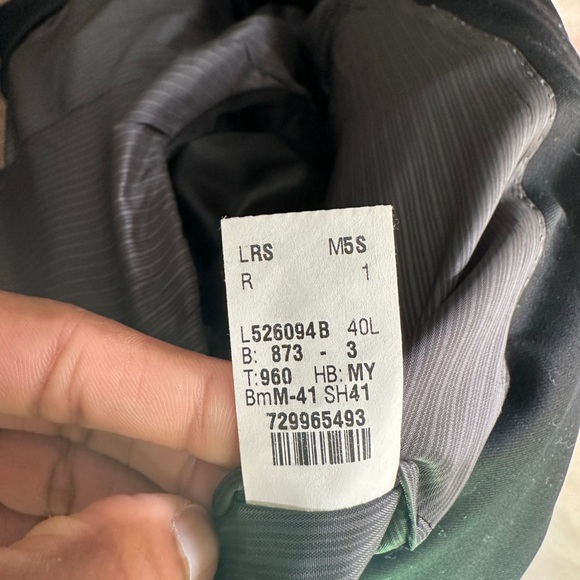 LRS M5S
R 1
L526094B 40L
B: 873 - 3
T:960 HB: MY
BmM-41 SH41
729965493